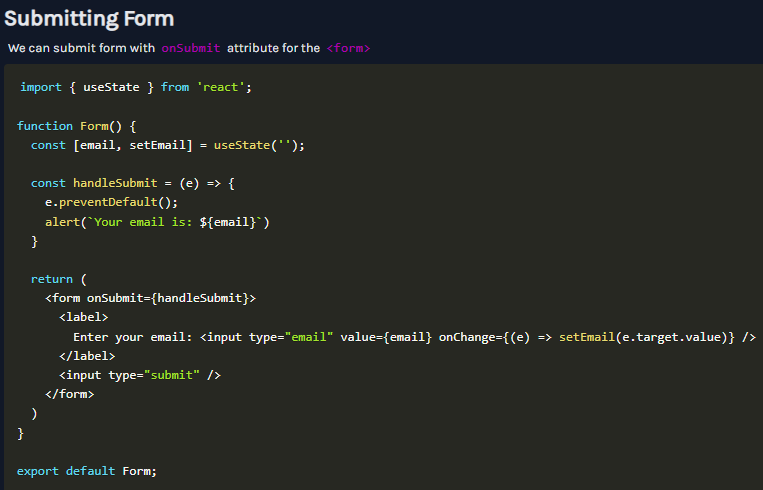 Submitting Form
We can submit form with onSubmit attribute for the <form>
import { useState } from 'react';
function Form() {
const [email, setEmail] = useState('');
const handleSubmit = (e) => {
e.preventDefault();
alert(`Your email is: ${email}`)
}
return (
<form onSubmit={handleSubmit}>
<label>
Enter your email: <input type="email" value={email} onChange={(e) => setEmail(e.target.value)} />
</label>
<input type="submit" />
</form>
)
}
export default Form;